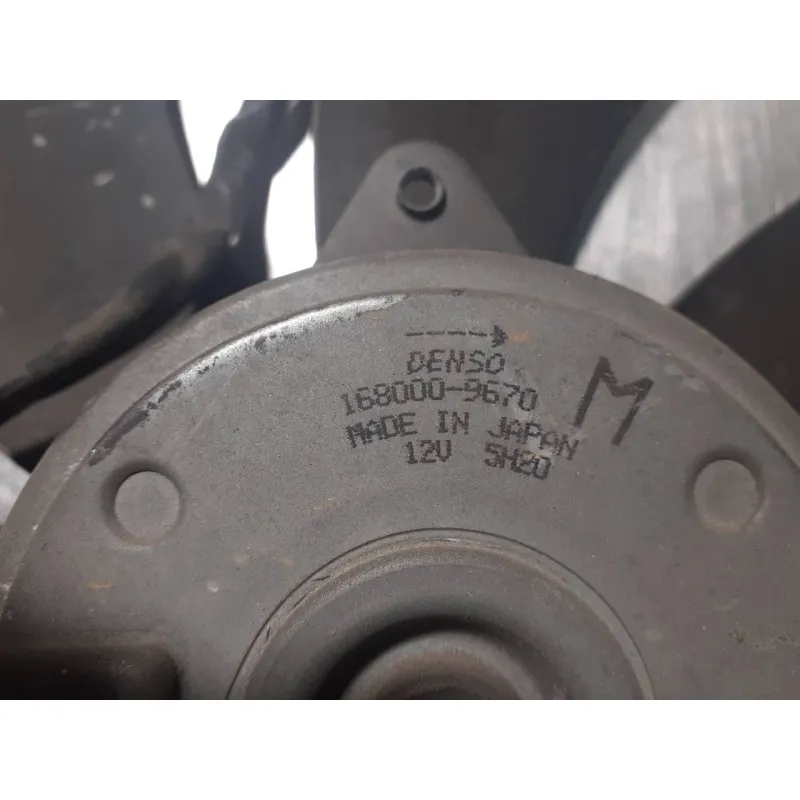 DENSO
168000-9670
M
MADE IN JAPAN
12V 5H20